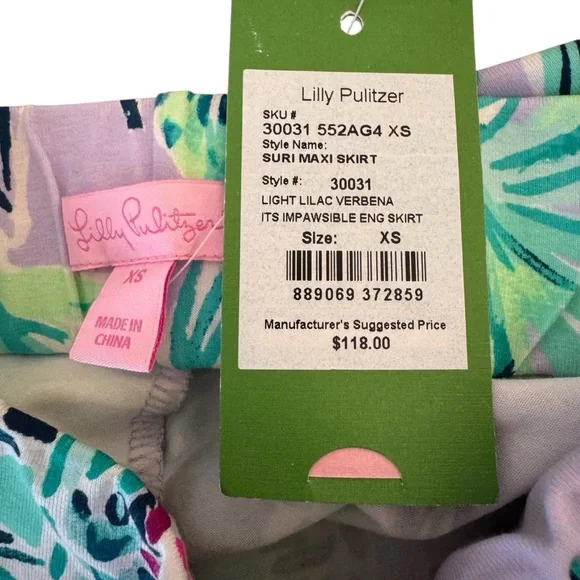 Lilly Pulitzer
SKU #
30031 552AG4 XS
Style Name:
SURI MAXI SKIRT
Style #: 30031
LIGHT LILAC VERBENA
ITS IMPAWSIBLE ENG SKIRT
Size: XS
889069 372859
Manufacturer's Suggested Price
$118.00
Lilly Pulitzer
XS
MADE IN
CHINA